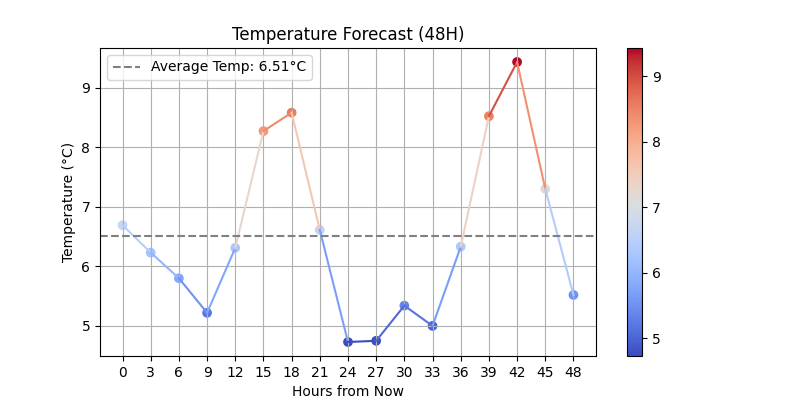 Temperature Forecast (48H)
Average Temp: 6.51°C
Temperature (°C)
9
8
7
6
5
0 3 6 9 12 15 18 21 24 27 30 33 36 39 42 45 48
Hours from Now
9
8
7
6
5